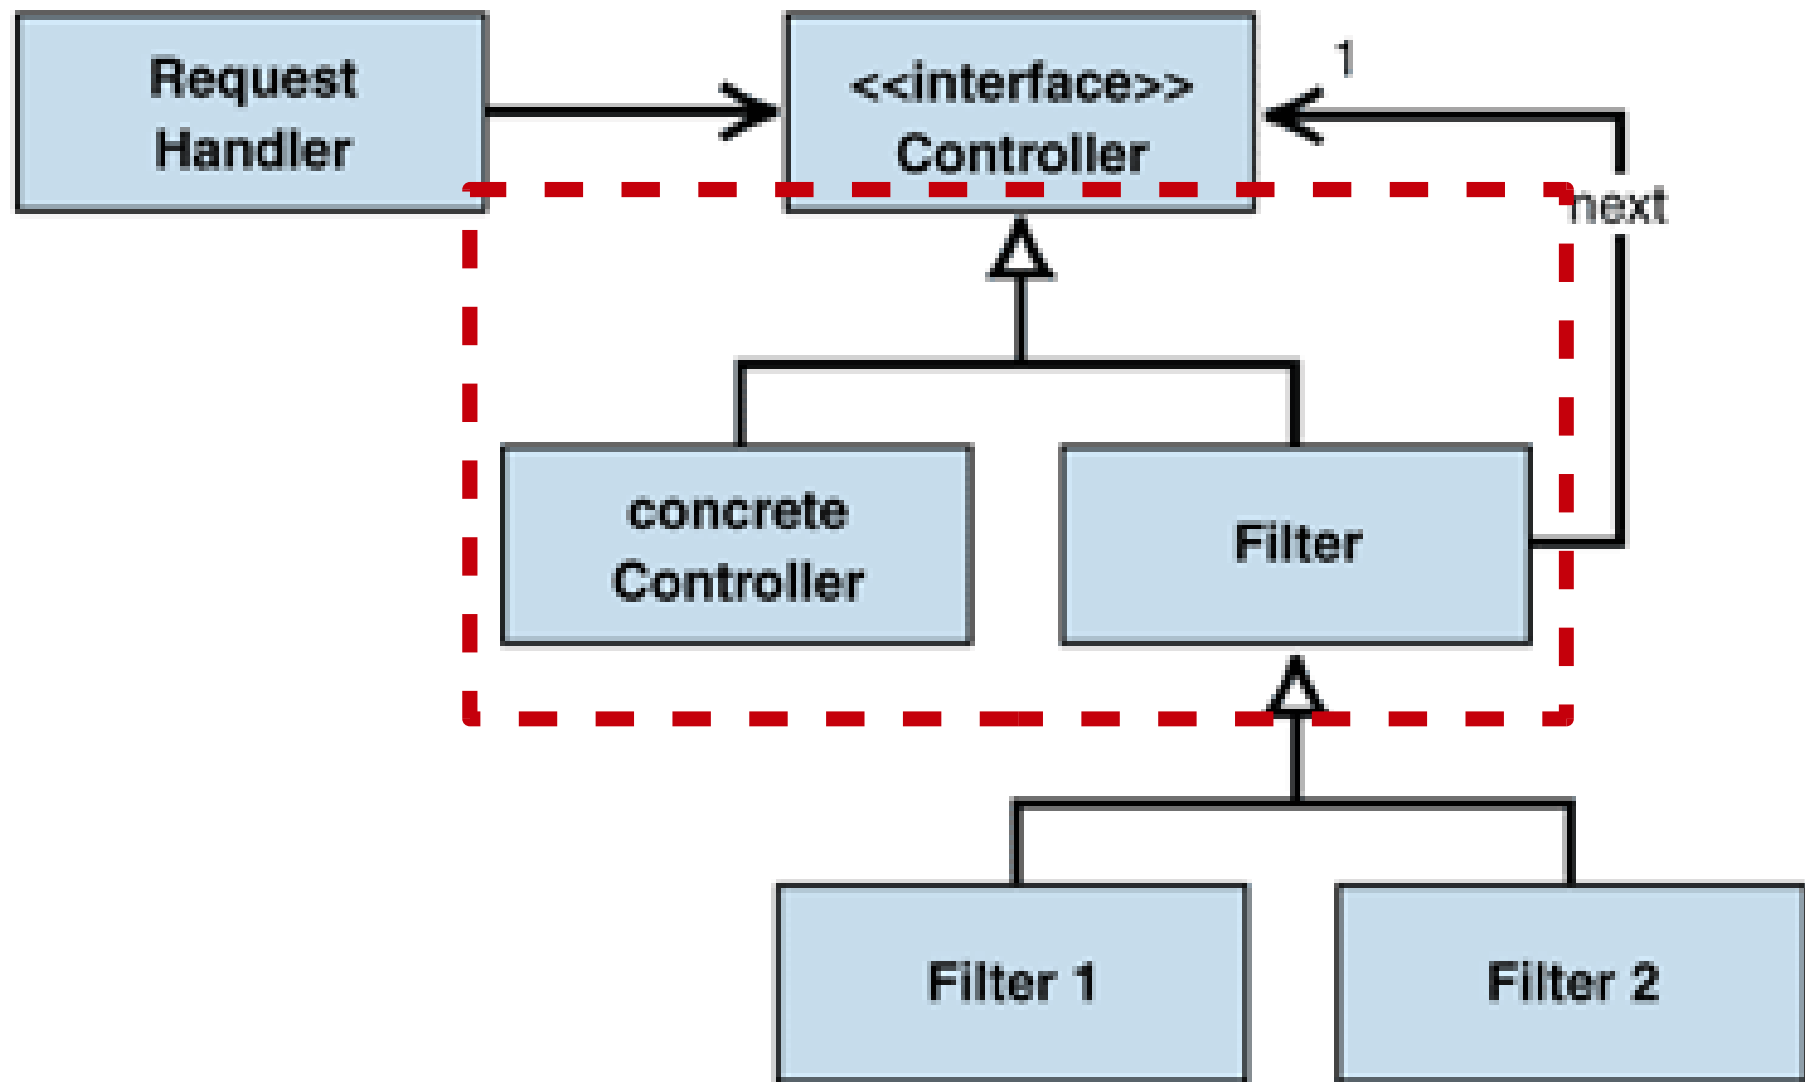 Request
Handler
<<interface>>
Controller
1
next
concrete
Controller
Filter
Filter 1
Filter 2